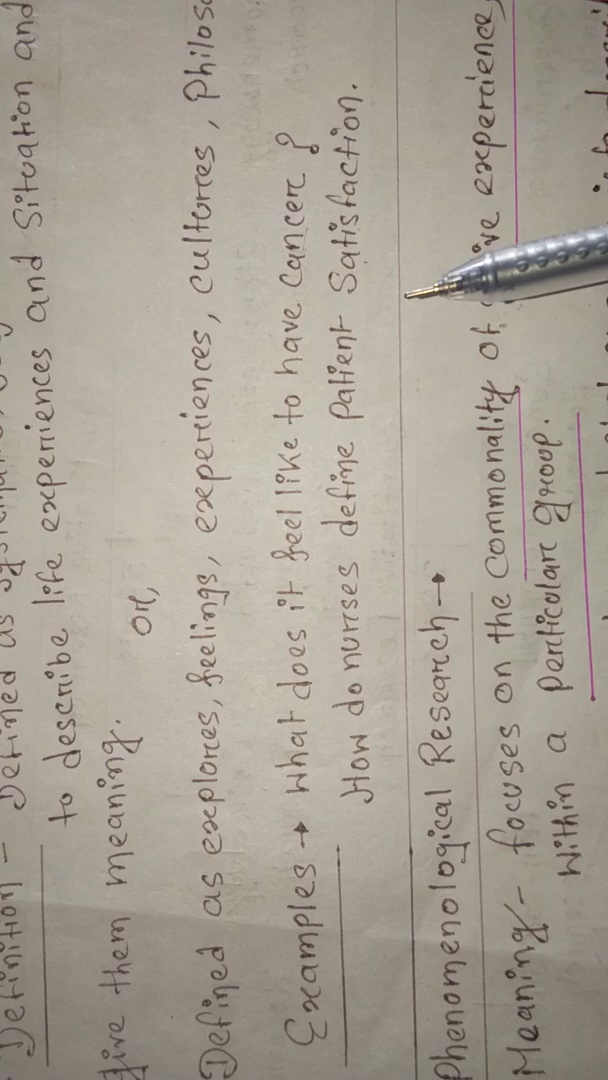 Definition - Defined as
to describe life experiences and situation and
give them meaning.
or,
Defined as explores, feelings, experiences, cultures, Philoso
Examples → What does it feel like to have cancer?
How do nurses define patient Satisfaction.
Phenomenological Research →
Meaning - focuses on the commonality of experience,
within a perticular group.